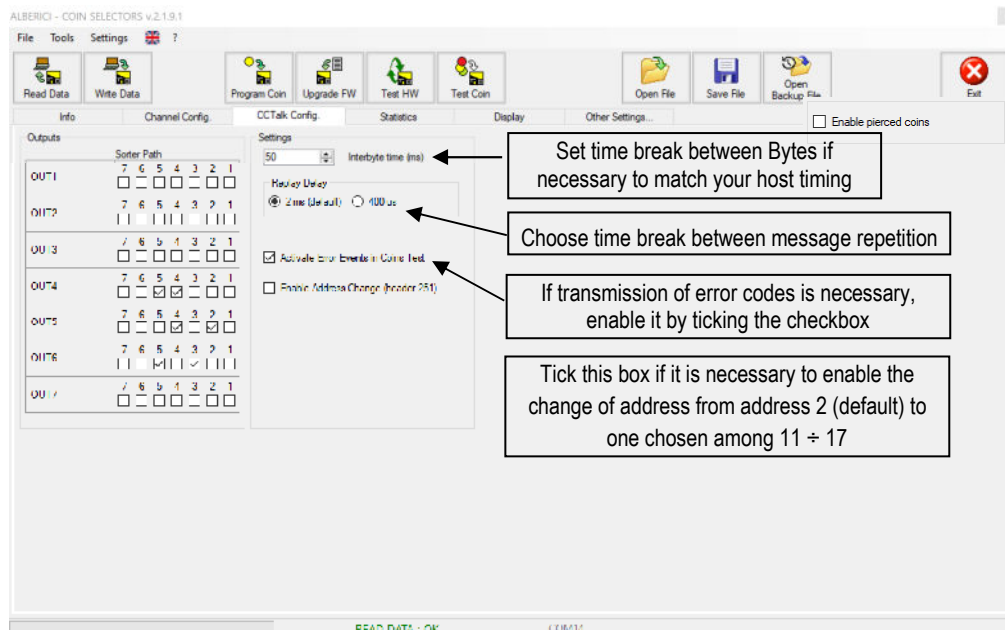 ALBERICI - COIN SELECTORS v.2.1.9.1
File Tools Settings ?
Read Data Write Data Program Coin Upgrade FW Test HW Test Coin Open File Save File Open Backup File Exit
Info Channel Config. CCTalk Config. Statistics Display Other Settings...
Enable pierced coins
Outputs
Sorter Path
OUT1 7 6 5 4 3 2 1
OUT2 7 6 5 4 3 2 1
OUT3 7 6 5 4 3 2 1
OUT4 7 6 5 4 3 2 1
OUT5 7 6 5 4 3 2 1
OUT6 7 6 5 4 3 2 1
OUT7 7 6 5 4 3 2 1
Settings
50 Interbyte time (ms)
Replay Delay
2 ms (default) 400 us
Activate Error Events in Coins Test
Enable Address Change (header 251)
Set time break between Bytes if
necessary to match your host timing
Choose time break between message repetition
If transmission of error codes is necessary,
enable it by ticking the checkbox
Tick this box if it is necessary to enable the
change of address from address 2 (default) to
one chosen among 11 ÷ 17
READ DATA : OK